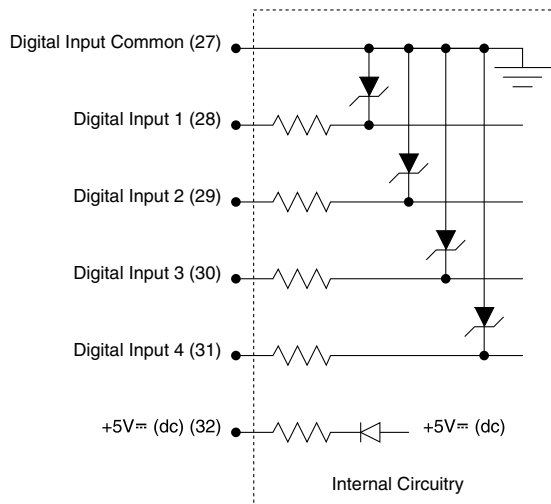 Digital Input Common (27)
Digital Input 1 (28)
Digital Input 2 (29)
Digital Input 3 (30)
Digital Input 4 (31)
+5V⎓ (dc) (32)
+5V⎓ (dc)
Internal Circuitry